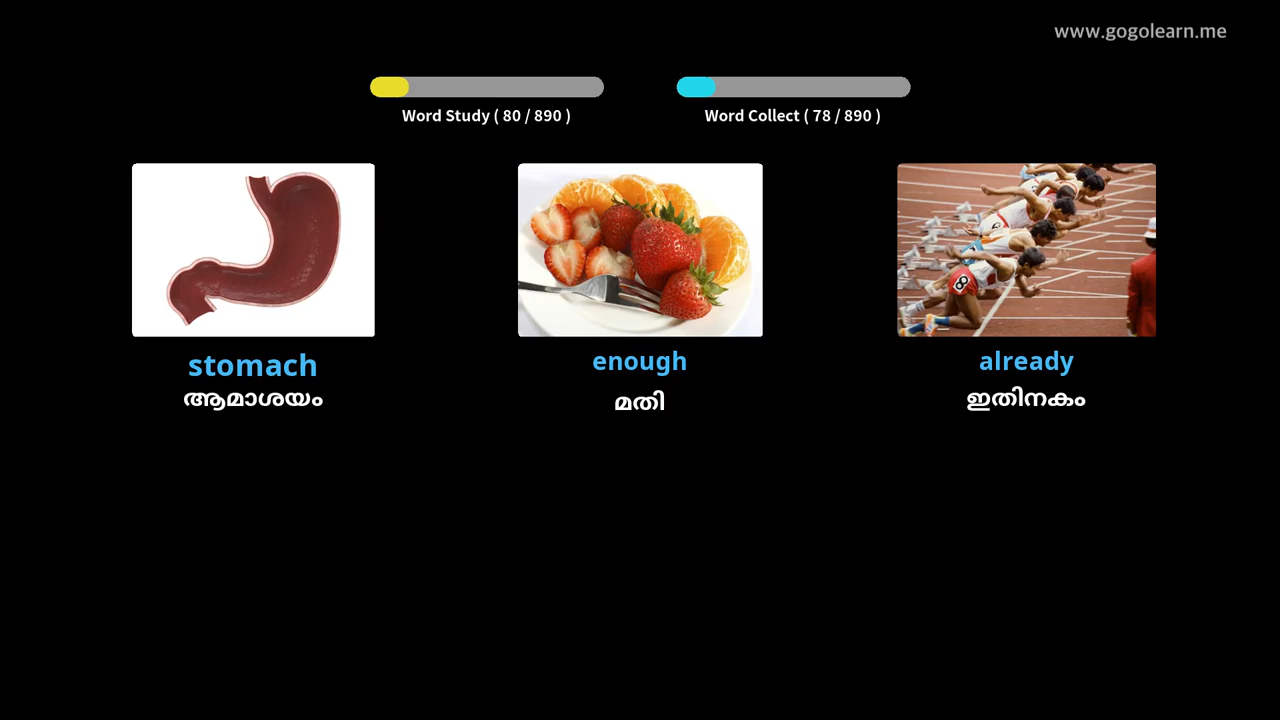 www.gogolearn.me
Word Study ( 80 / 890 )
Word Collect ( 78 / 890 )
stomach
ആമാശയം
enough
മതി
already
ഇതിനകം
8